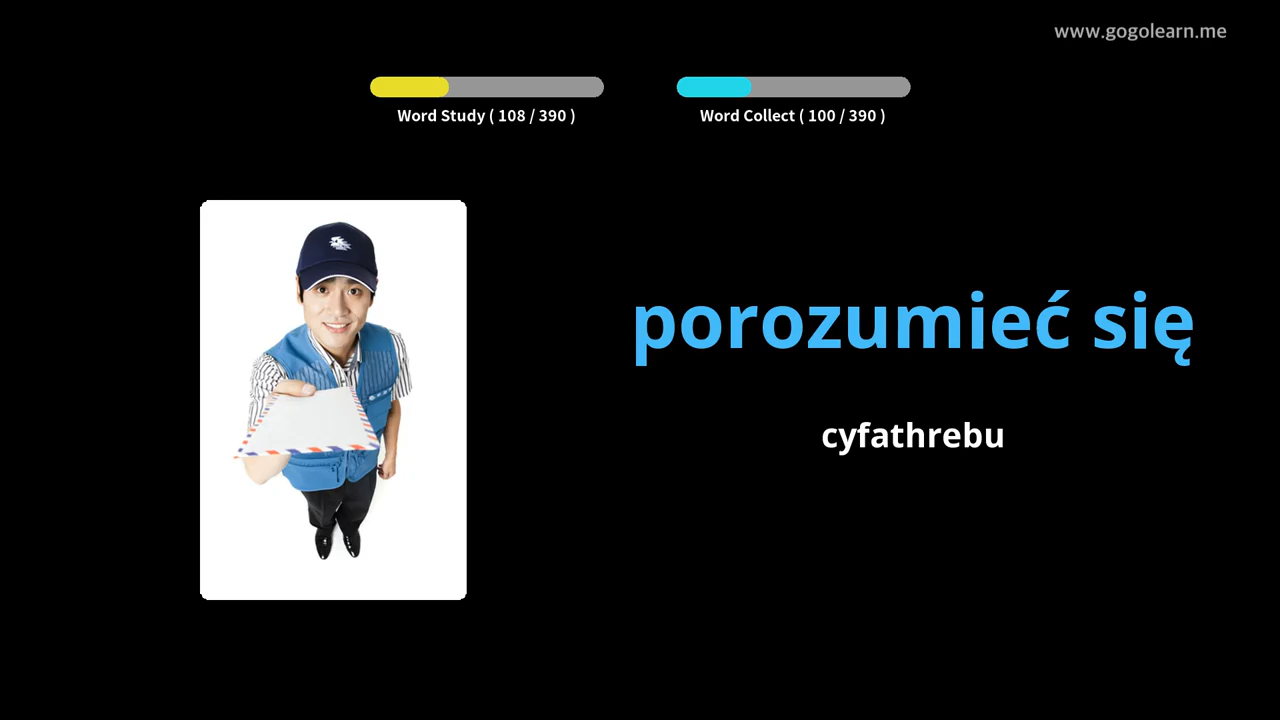 www.gogolearn.me
Word Study ( 108 / 390 )
Word Collect ( 100 / 390 )
porozumieć się
cyfathrebu